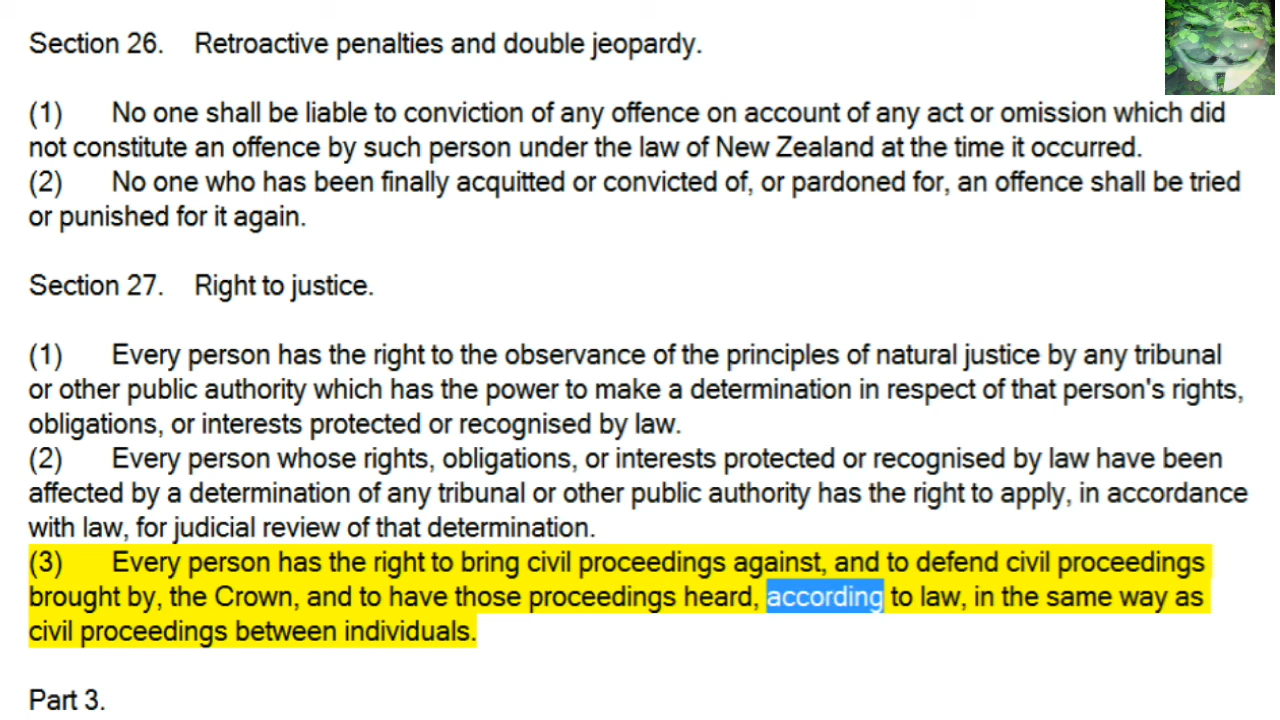 Section 26. Retroactive penalties and double jeopardy.
(1) No one shall be liable to conviction of any offence on account of any act or omission which did
not constitute an offence by such person under the law of New Zealand at the time it occurred.
(2) No one who has been finally acquitted or convicted of, or pardoned for, an offence shall be tried
or punished for it again.
Section 27. Right to justice.
(1) Every person has the right to the observance of the principles of natural justice by any tribunal
or other public authority which has the power to make a determination in respect of that person's rights,
obligations, or interests protected or recognised by law.
(2) Every person whose rights, obligations, or interests protected or recognised by law have been
affected by a determination of any tribunal or other public authority has the right to apply, in accordance
with law, for judicial review of that determination.
(3) Every person has the right to bring civil proceedings against, and to defend civil proceedings
brought by, the Crown, and to have those proceedings heard, according to law, in the same way as
civil proceedings between individuals.
Part 3.